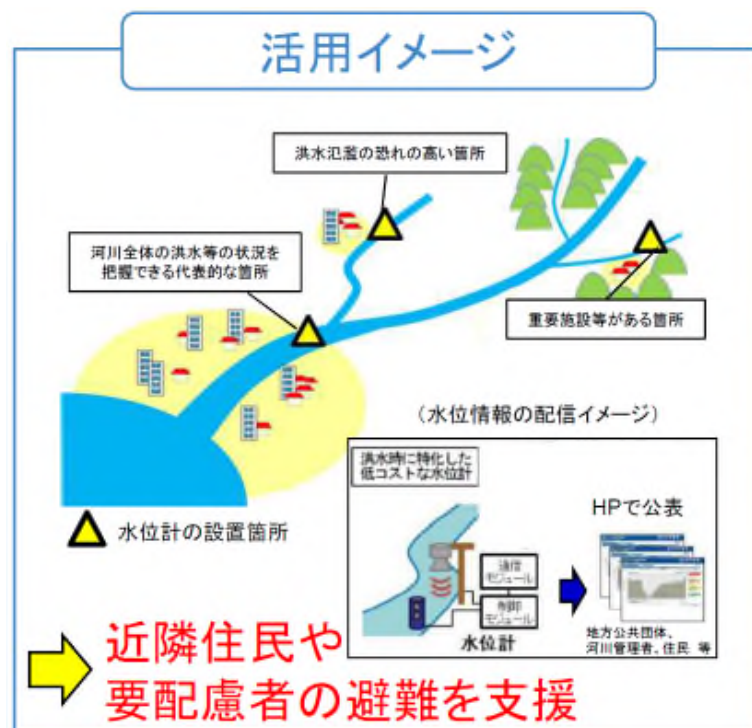 活用イメージ
洪水氾濫の恐れの高い箇所
河川全体の洪水等の状況を
把握できる代表的な箇所
重要施設等がある箇所
(水位情報の配信イメージ)
洪水時に特化した
低コストな水位計
HPで公表
通信
モジュール
制御
モジュール
水位計
地方公共団体、
河川管理者、住民 等
水位計の設置箇所
近隣住民や
要配慮者の避難を支援